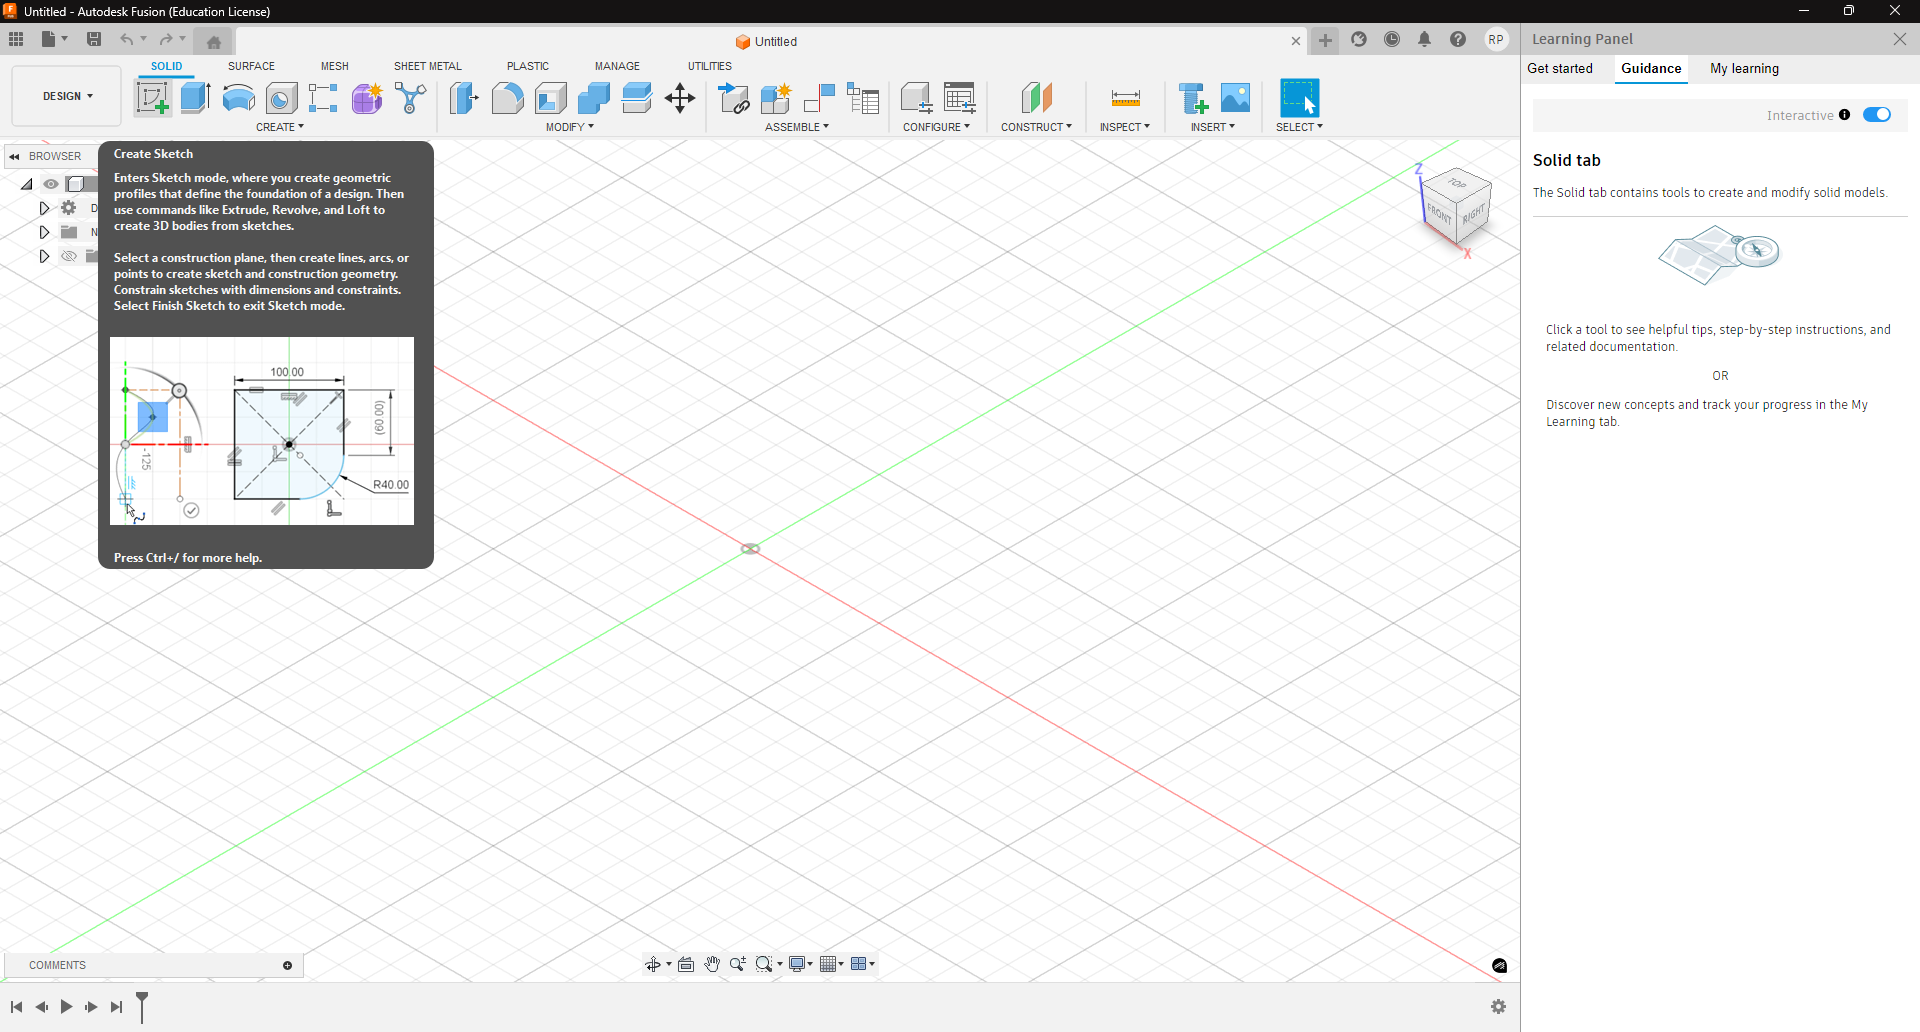 Untitled - Autodesk Fusion (Education License)
Untitled
RP
SOLID SURFACE MESH SHEET METAL PLASTIC MANAGE UTILITIES
DESIGN
CREATE MODIFY ASSEMBLE CONFIGURE CONSTRUCT INSPECT INSERT SELECT
BROWSER
D
N
Create Sketch
Enters Sketch mode, where you create geometric
profiles that define the foundation of a design. Then
use commands like Extrude, Revolve, and Loft to
create 3D bodies from sketches.
Select a construction plane, then create lines, arcs, or
points to create sketch and construction geometry.
Constrain sketches with dimensions and constraints.
Select Finish Sketch to exit Sketch mode.
100.00
(60.00)
-125
R40.00
Press Ctrl+/ for more help.
Z
TOP
FRONT
RIGHT
X
COMMENTS
Learning Panel
Get started Guidance My learning
Interactive
Solid tab
The Solid tab contains tools to create and modify solid models.
Click a tool to see helpful tips, step-by-step instructions, and
related documentation.
OR
Discover new concepts and track your progress in the My
Learning tab.